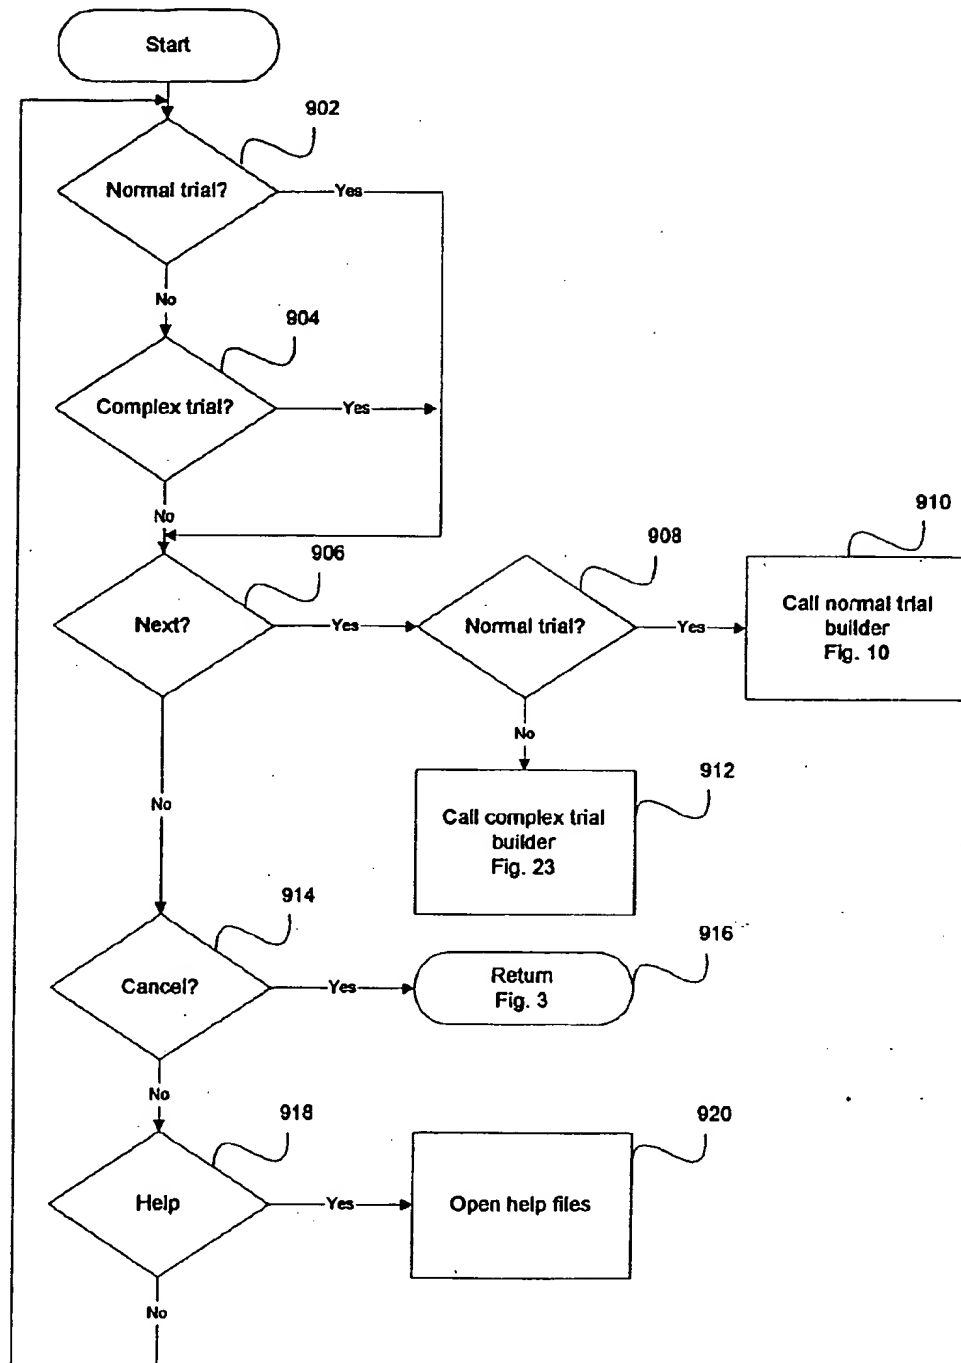 Start
902
Normal trial?
Yes
No
904
Complex trial?
Yes
No
906
Next?
Yes
908
Normal trial?
Yes
910
Call normal trial
builder
Fig. 10
No
912
Call complex trial
builder
Fig. 23
No
914
Cancel?
Yes
916
Return
Fig. 3
No
918
Help
Yes
920
Open help files
No